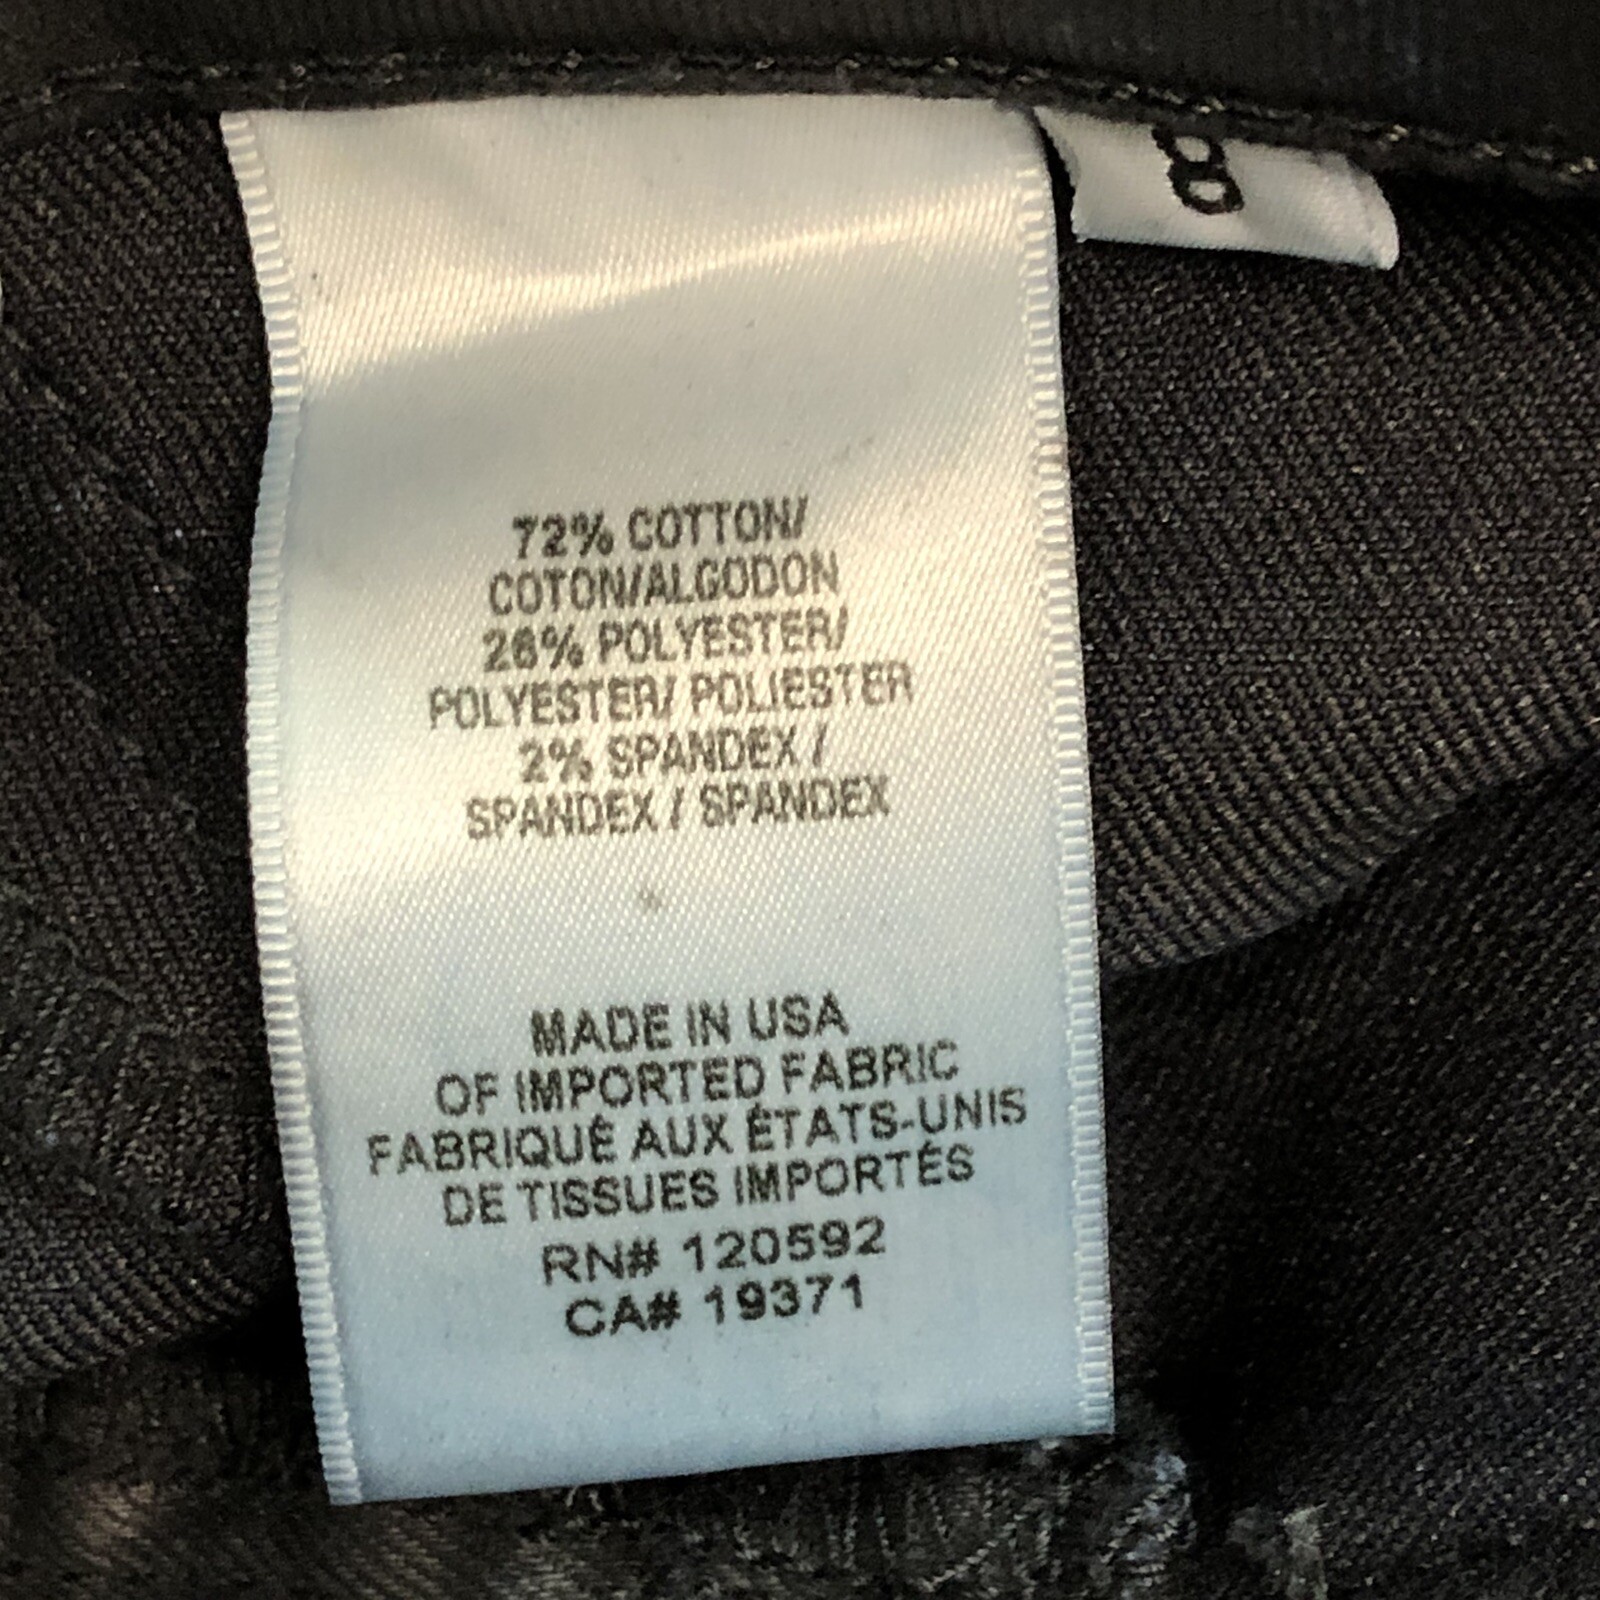 8
72% COTTON/
COTON/ALGODON
26% POLYESTER/
POLYESTER/ POLIESTER
2% SPANDEX /
SPANDEX / SPANDEX
MADE IN USA
OF IMPORTED FABRIC
FABRIQUÉ AUX ÉTATS-UNIS
DE TISSUES IMPORTÉS
RN# 120592
CA# 19371